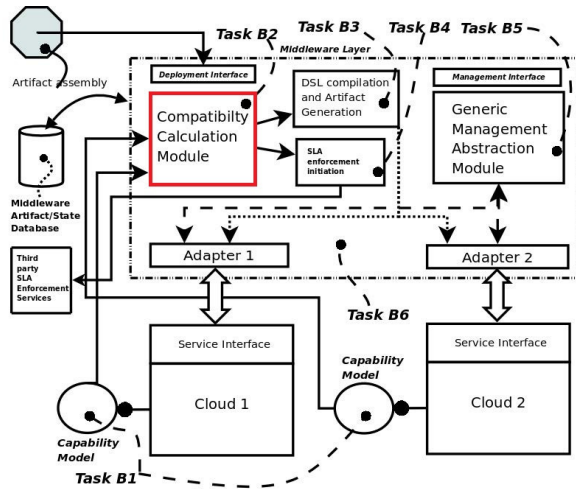 Task B2
Task B3
Task B4
Task B5
Middleware Layer
Artifact assembly
Deployment Interface
Management Interface
Compatibilty
Calculation
Module
DSL compilation
and Artifact
Generation
SLA
enforcement
initiation
Generic
Management
Abstraction
Module
Middleware
Artifact/State
Database
Third
party
SLA
Enforcement
Services
Adapter 1
Adapter 2
Task B6
Service Interface
Cloud 1
Capability
Model
Service Interface
Cloud 2
Capability
Model
Task B1